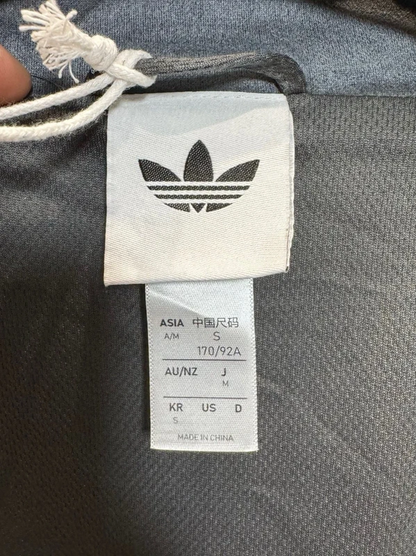 ASIA 中国尺码
A/M S
170/92A
AU/NZ J
M
KR US D
S
MADE IN CHINA